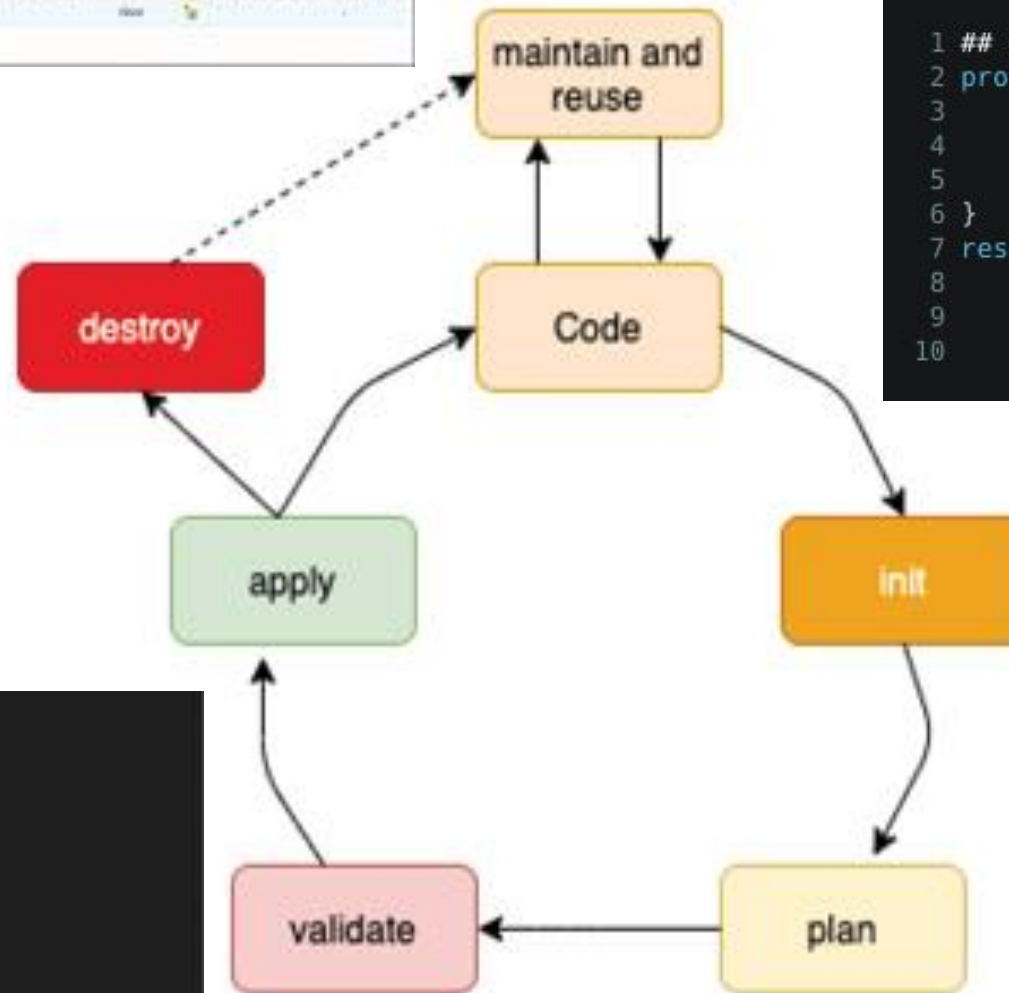 maintain and
reuse
1 ##
2 pro
3
4
5
6 }
7 res
8
9
10
destroy
Code
apply
init
validate
plan